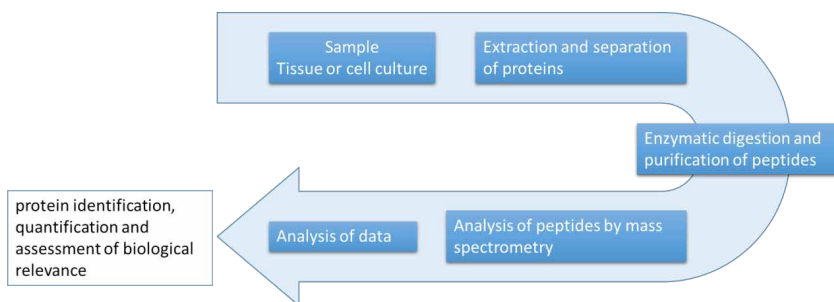 Sample
Tissue or cell culture
Extraction and separation
of proteins
Enzymatic digestion and
purification of peptides
Analysis of peptides by mass
spectrometry
Analysis of data
protein identification,
quantification and
assessment of biological
relevance